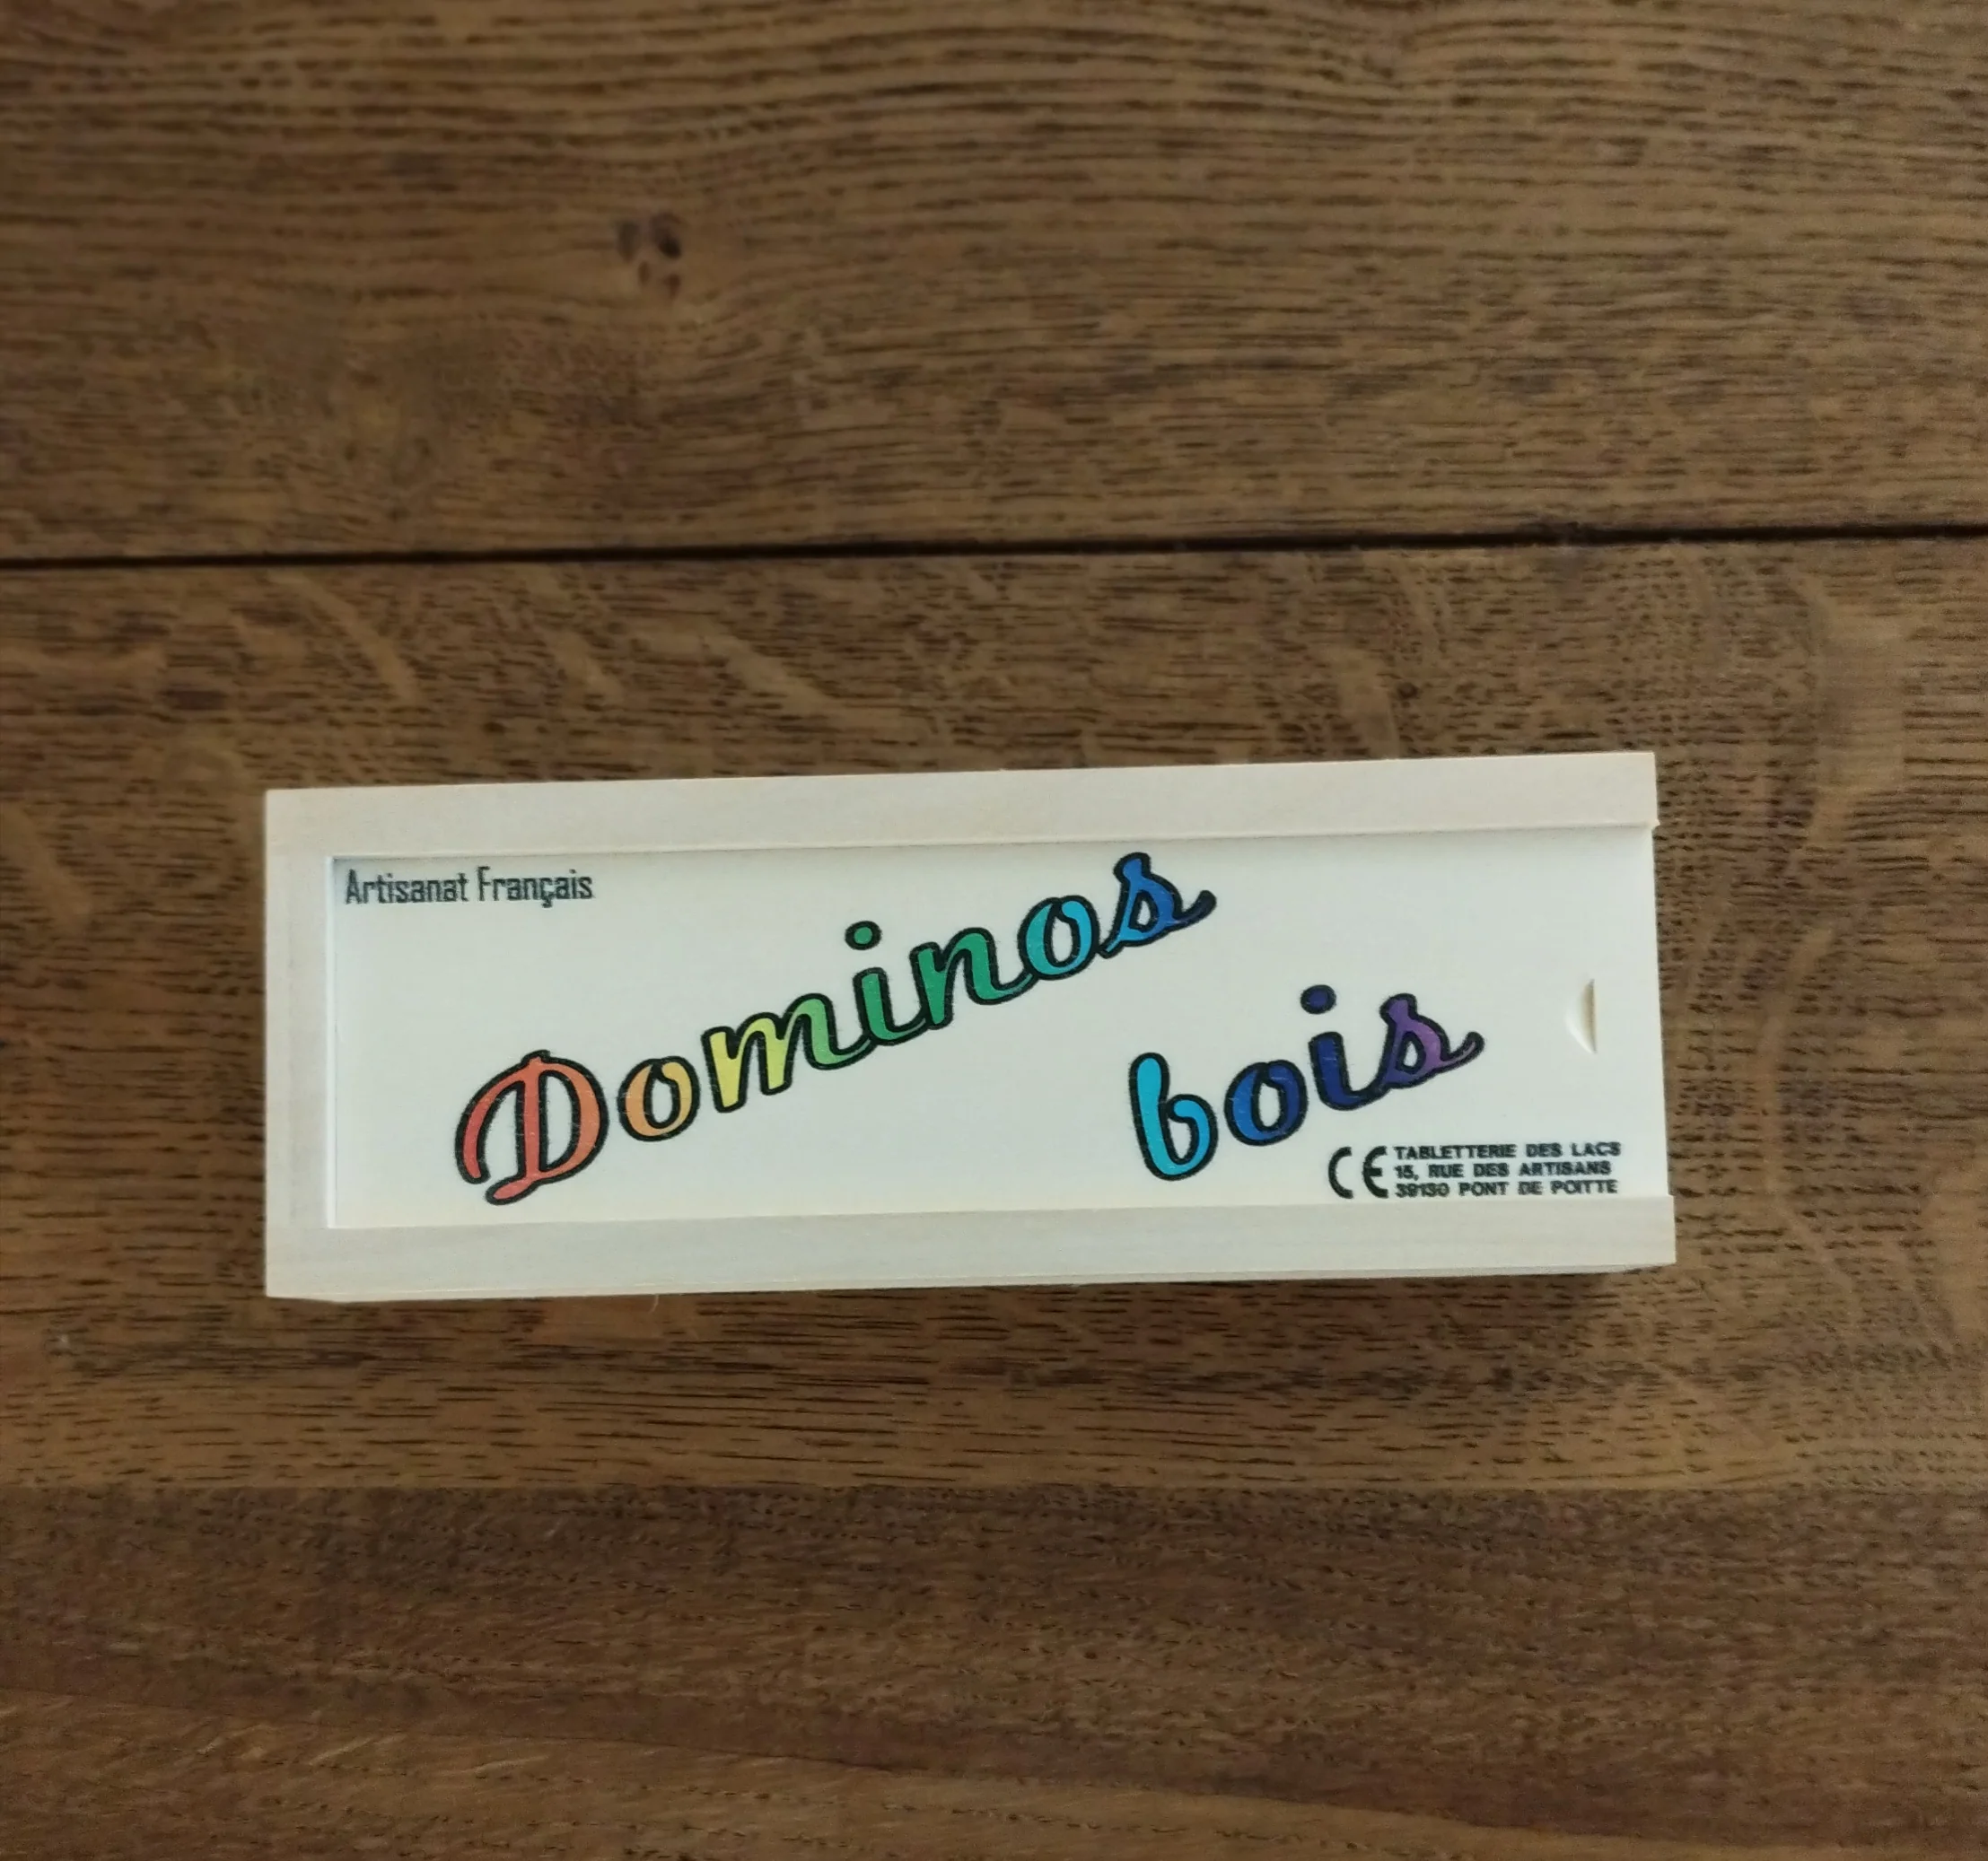 Artisanat Français
Dominos
bois
CE TABLETTERIE DES LACS
15, RUE DES ARTISANS
39130 PONT DE POITTE